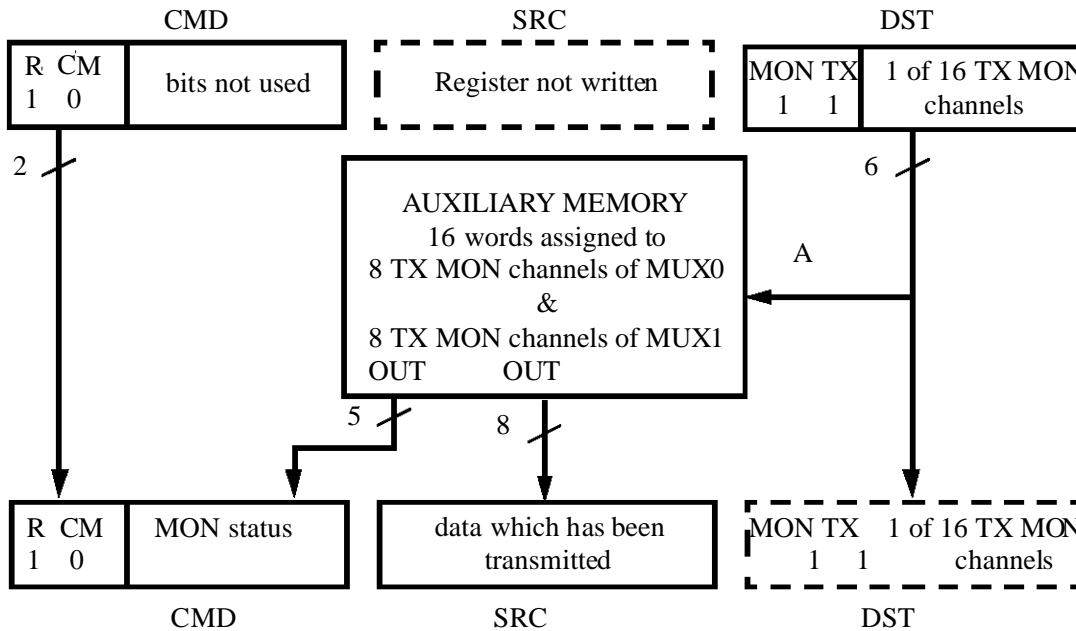 CMD
SRC
DST
R CM
1 0
bits not used
Register not written
MON TX
1 1
1 of 16 TX MON
channels
2
6
AUXILIARY MEMORY
16 words assigned to
8 TX MON channels of MUX0
&
8 TX MON channels of MUX1
OUT OUT
A
5
8
R CM
1 0
MON status
data which has been
transmitted
MON TX 1 of 16 TX MON
1 1 channels
CMD
SRC
DST